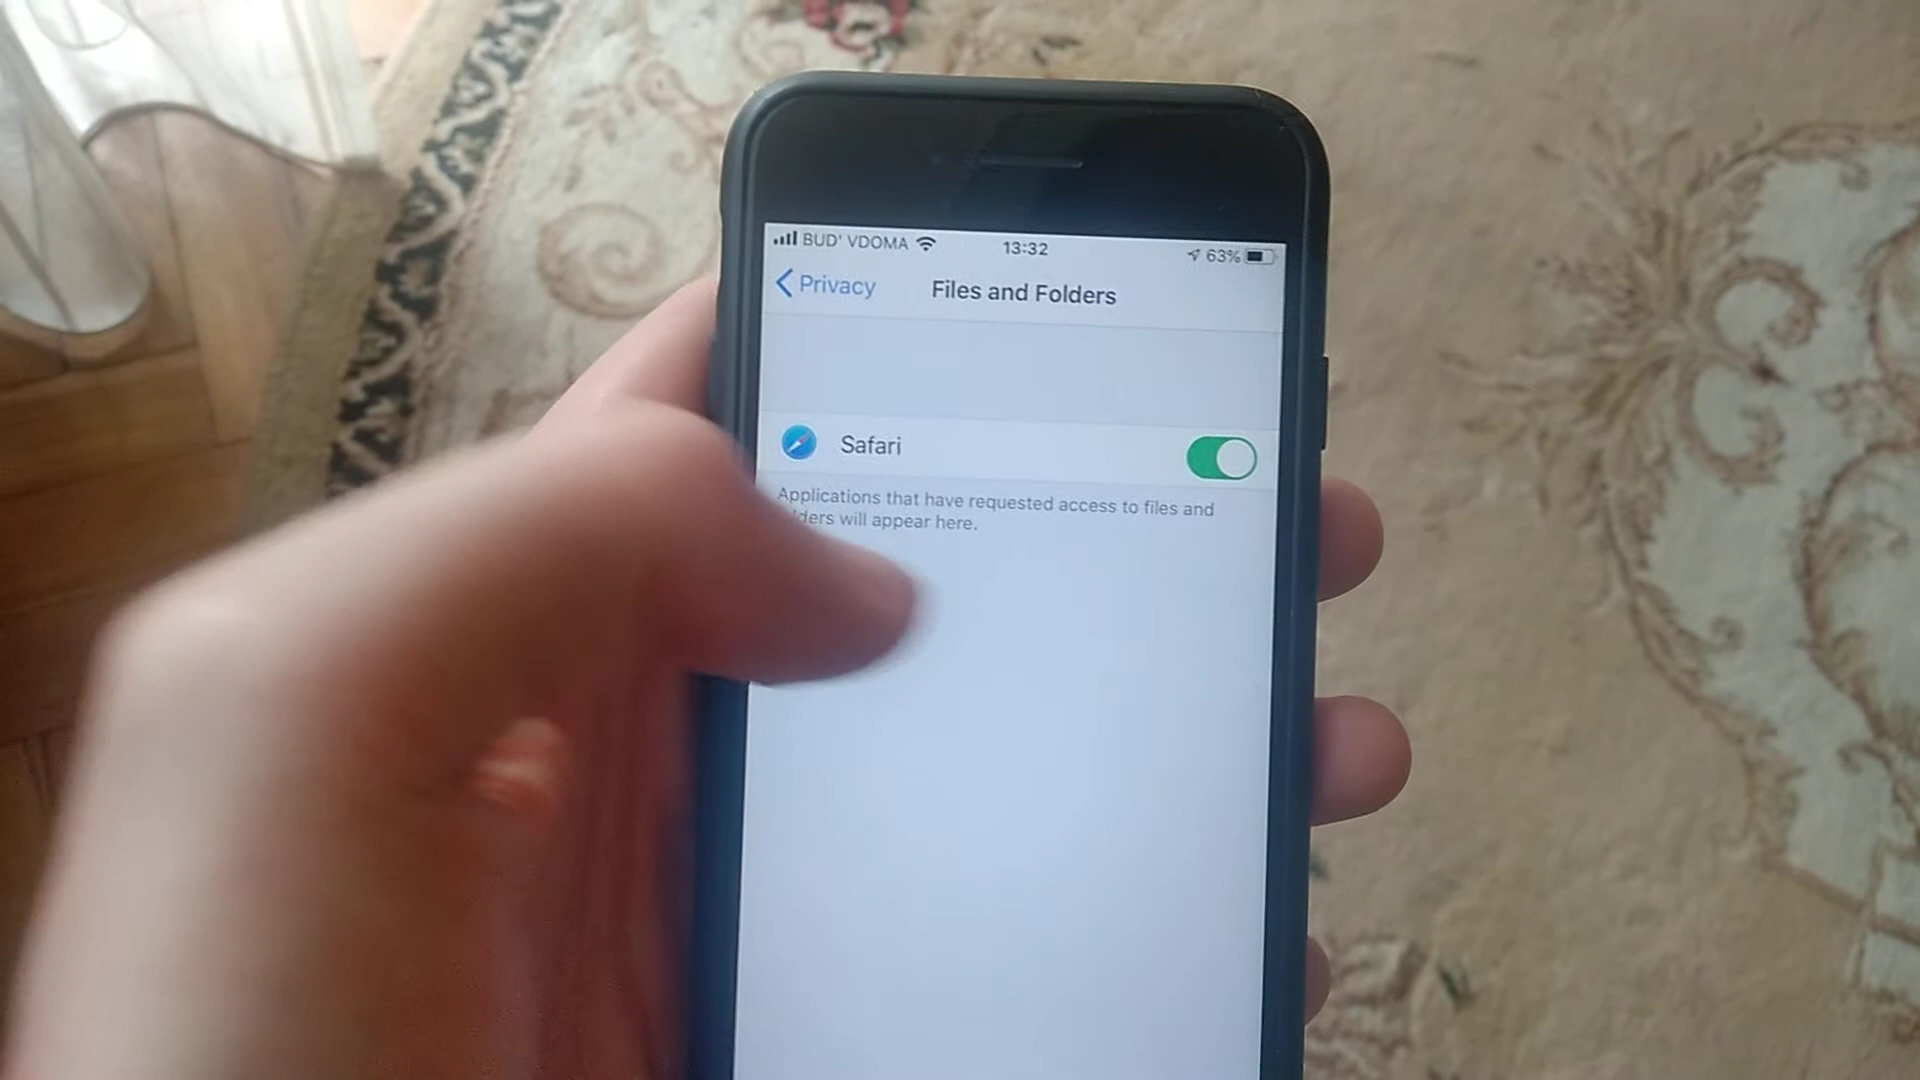 BUD' VDOMA 13:32 63%
Privacy Files and Folders
Safari
Applications that have requested access to files and
ders will appear here.